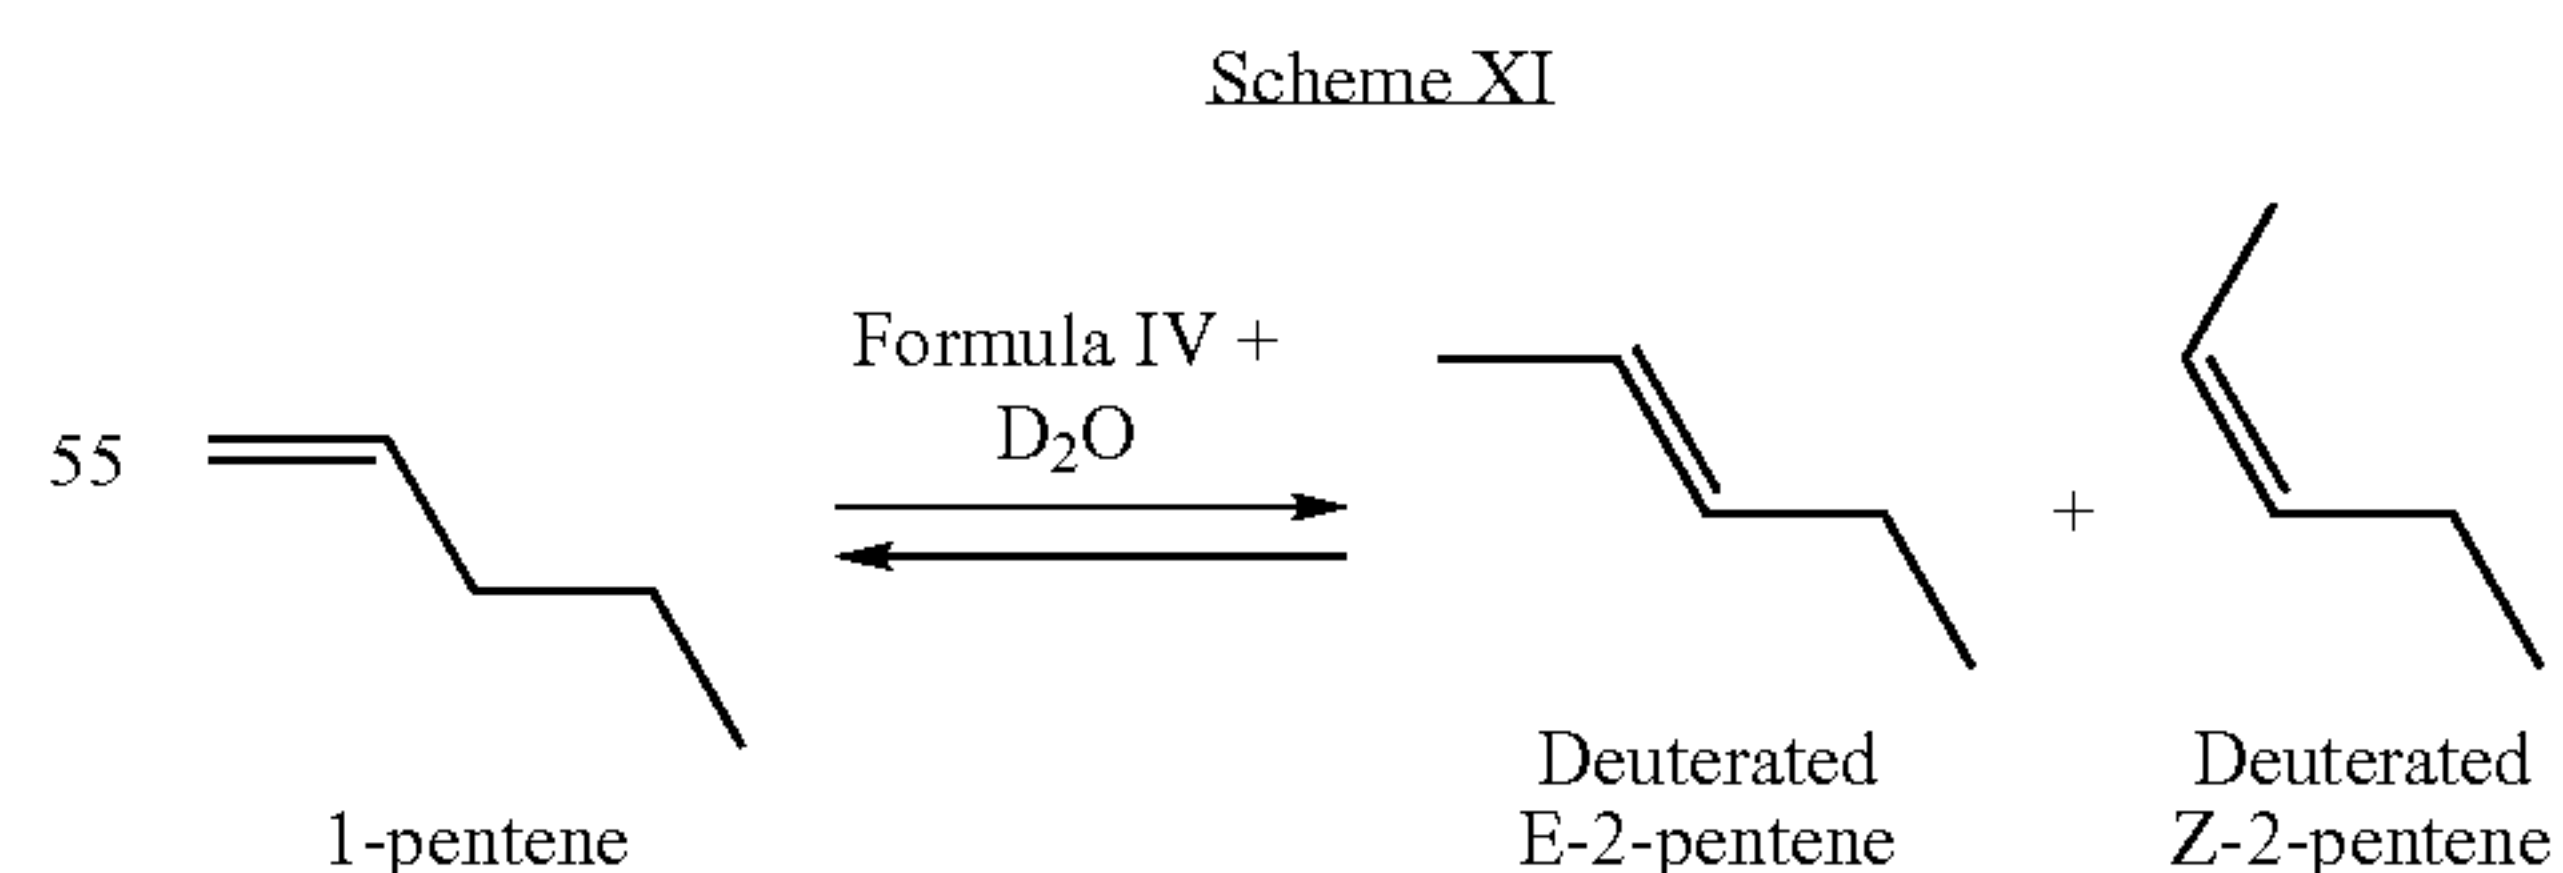 Scheme XI
Formula IV +
D₂O
55
+
1-pentene
Deuterated
E-2-pentene
Deuterated
Z-2-pentene